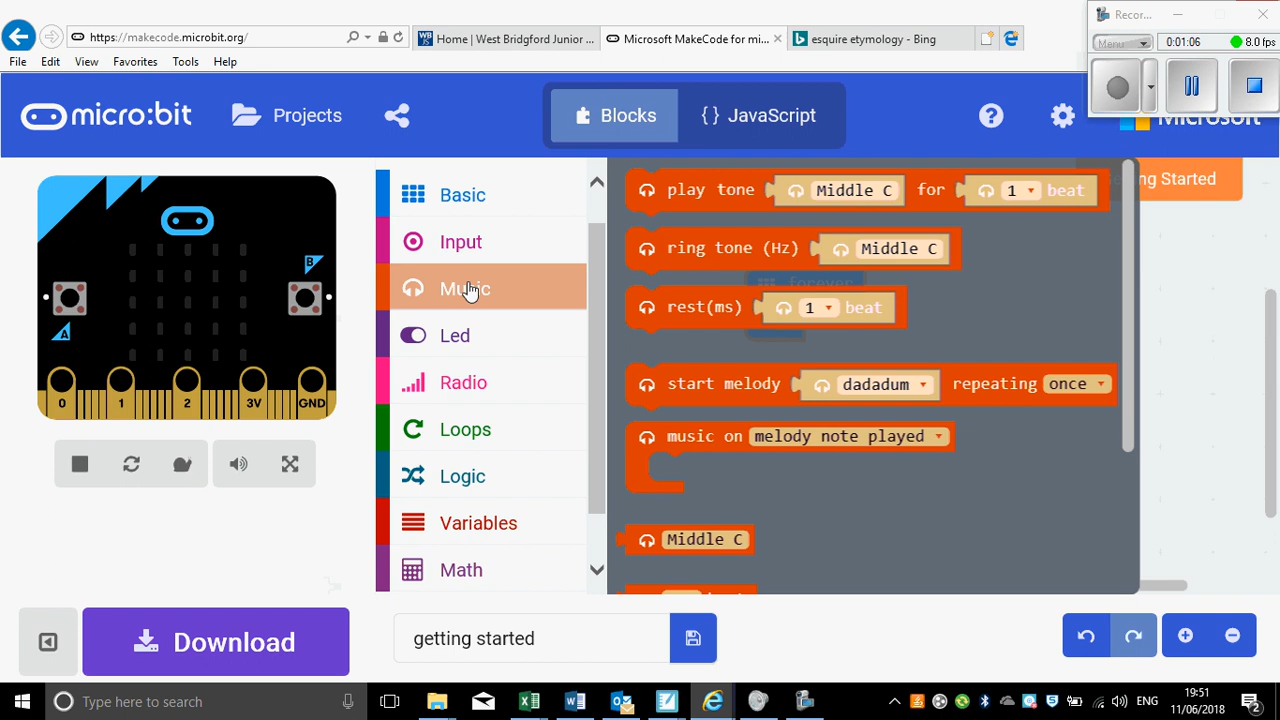 https://makecode.microbit.org/
Home | West Bridgford Junior ...
Microsoft MakeCode for mi...
esquire etymology - Bing
Recor...
Menu
0:01:06
8.0 fps
File Edit View Favorites Tools Help
micro:bit
Projects
Blocks
{ } JavaScript
Microsoft
ng Started
Basic
Input
Music
Led
Radio
Loops
Logic
Variables
Math
play tone Middle C for 1 beat
ring tone (Hz) Middle C
forever
rest(ms) 1 beat
start melody dadadum repeating once
music on melody note played
Middle C
A
B
0 1 2 3V GND
Download
getting started
Type here to search
ENG
19:51
11/06/2018
2